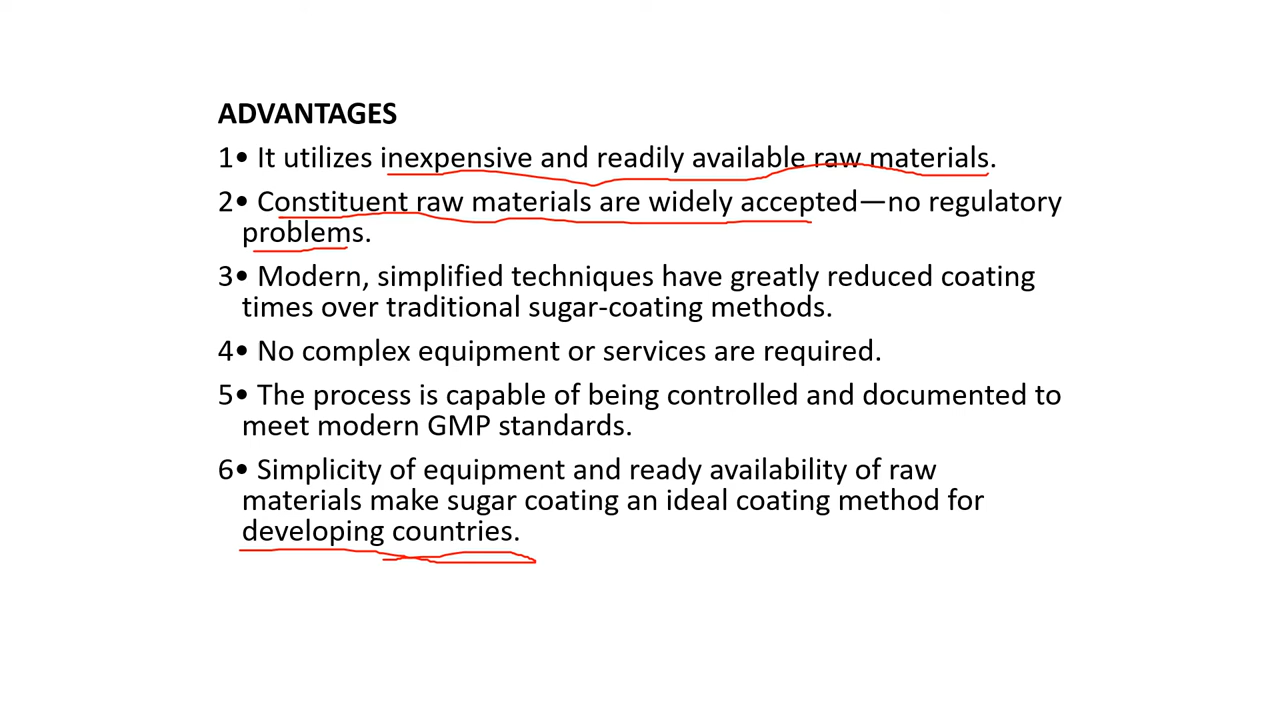 ADVANTAGES
1• It utilizes inexpensive and readily available raw materials.
2• Constituent raw materials are widely accepted—no regulatory
problems.
3• Modern, simplified techniques have greatly reduced coating
times over traditional sugar-coating methods.
4• No complex equipment or services are required.
5• The process is capable of being controlled and documented to
meet modern GMP standards.
6• Simplicity of equipment and ready availability of raw
materials make sugar coating an ideal coating method for
developing countries.